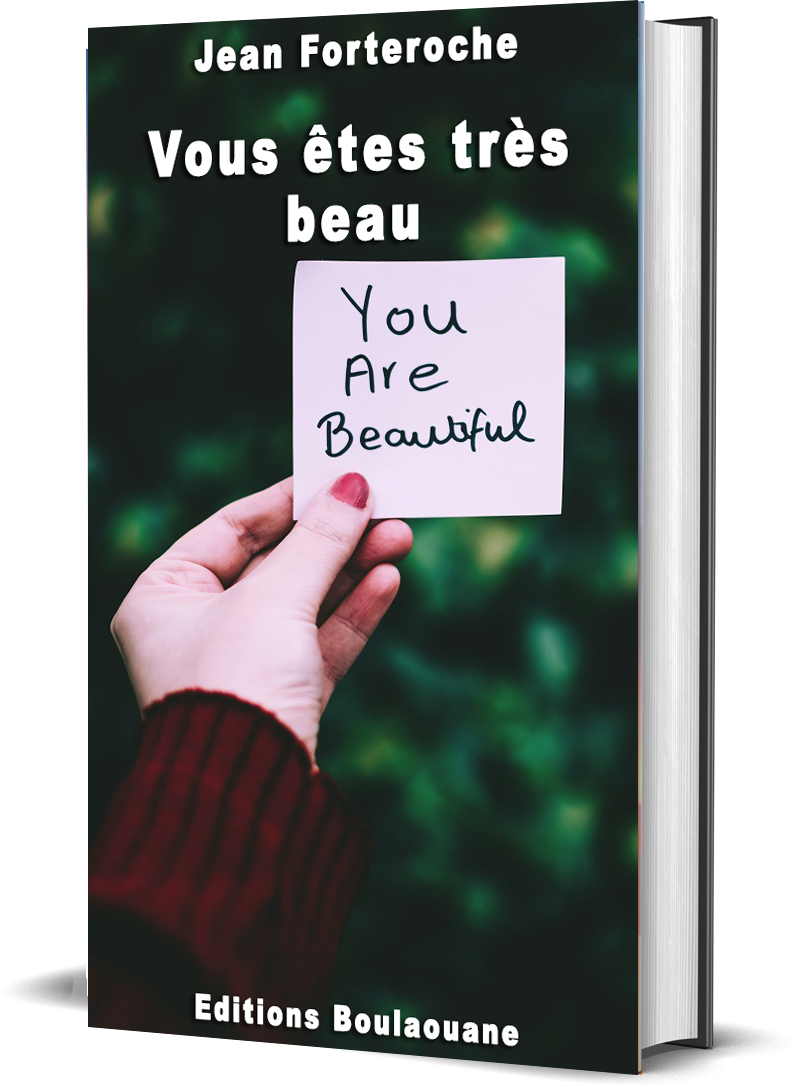 Jean Forteroche
Vous êtes très
beau
You
Are
Beautiful
Editions Boulaouane